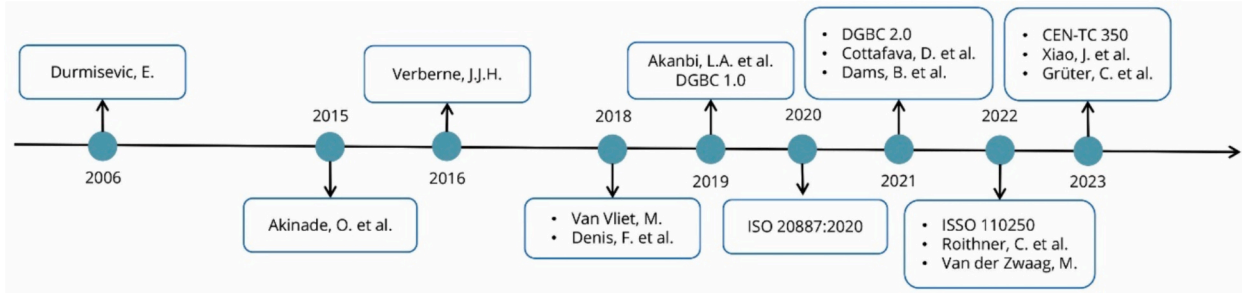 Durmisevic, E.
2006
2015
Akinade, O. et al.
Verberne, J.J.H.
2016
2018
• Van Vliet, M.
• Denis, F. et al.
Akanbi, L.A. et al.
DGBC 1.0
2019
2020
ISO 20887:2020
• DGBC 2.0
• Cottafava, D. et al.
• Dams, B. et al.
2021
2022
• ISSO 110250
• Roithner, C. et al.
• Van der Zwaag, M.
• CEN-TC 350
• Xiao, J. et al.
• Grüter, C. et al.
2023